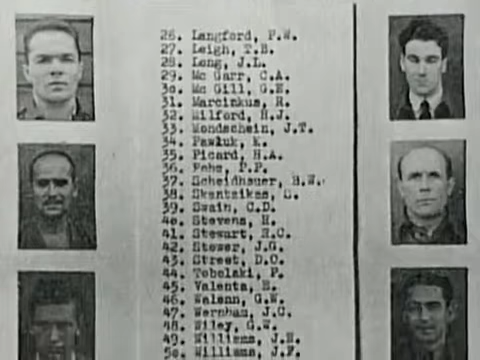 26. Langford, P.W.
27. Leigh, T.B.
28. Long, J.L.
29. Mc Garr, C.A.
30. Mc Gill, G.E.
31. Marcinkus, R.
32. Milford, H.J.
33. Mondschein, J.T.
34. Pawluk, K.
35. Picard, H.A.
36. Pohe, P.P.
37. Scheidhauer, B.W.
38. Skantzikas, S.
39. Swain, C.D.
40. Stevens, R.
41. Stewart, R.C.
42. Stower, J.G.
43. Street, D.O.
44. Tobolski, P.
45. Valenta, E.
46. Walenn, G.W.
47. Wernham, J.C.
48. Wiley, G.W.
49. Williams, J.E.
50. Williams, J.F.